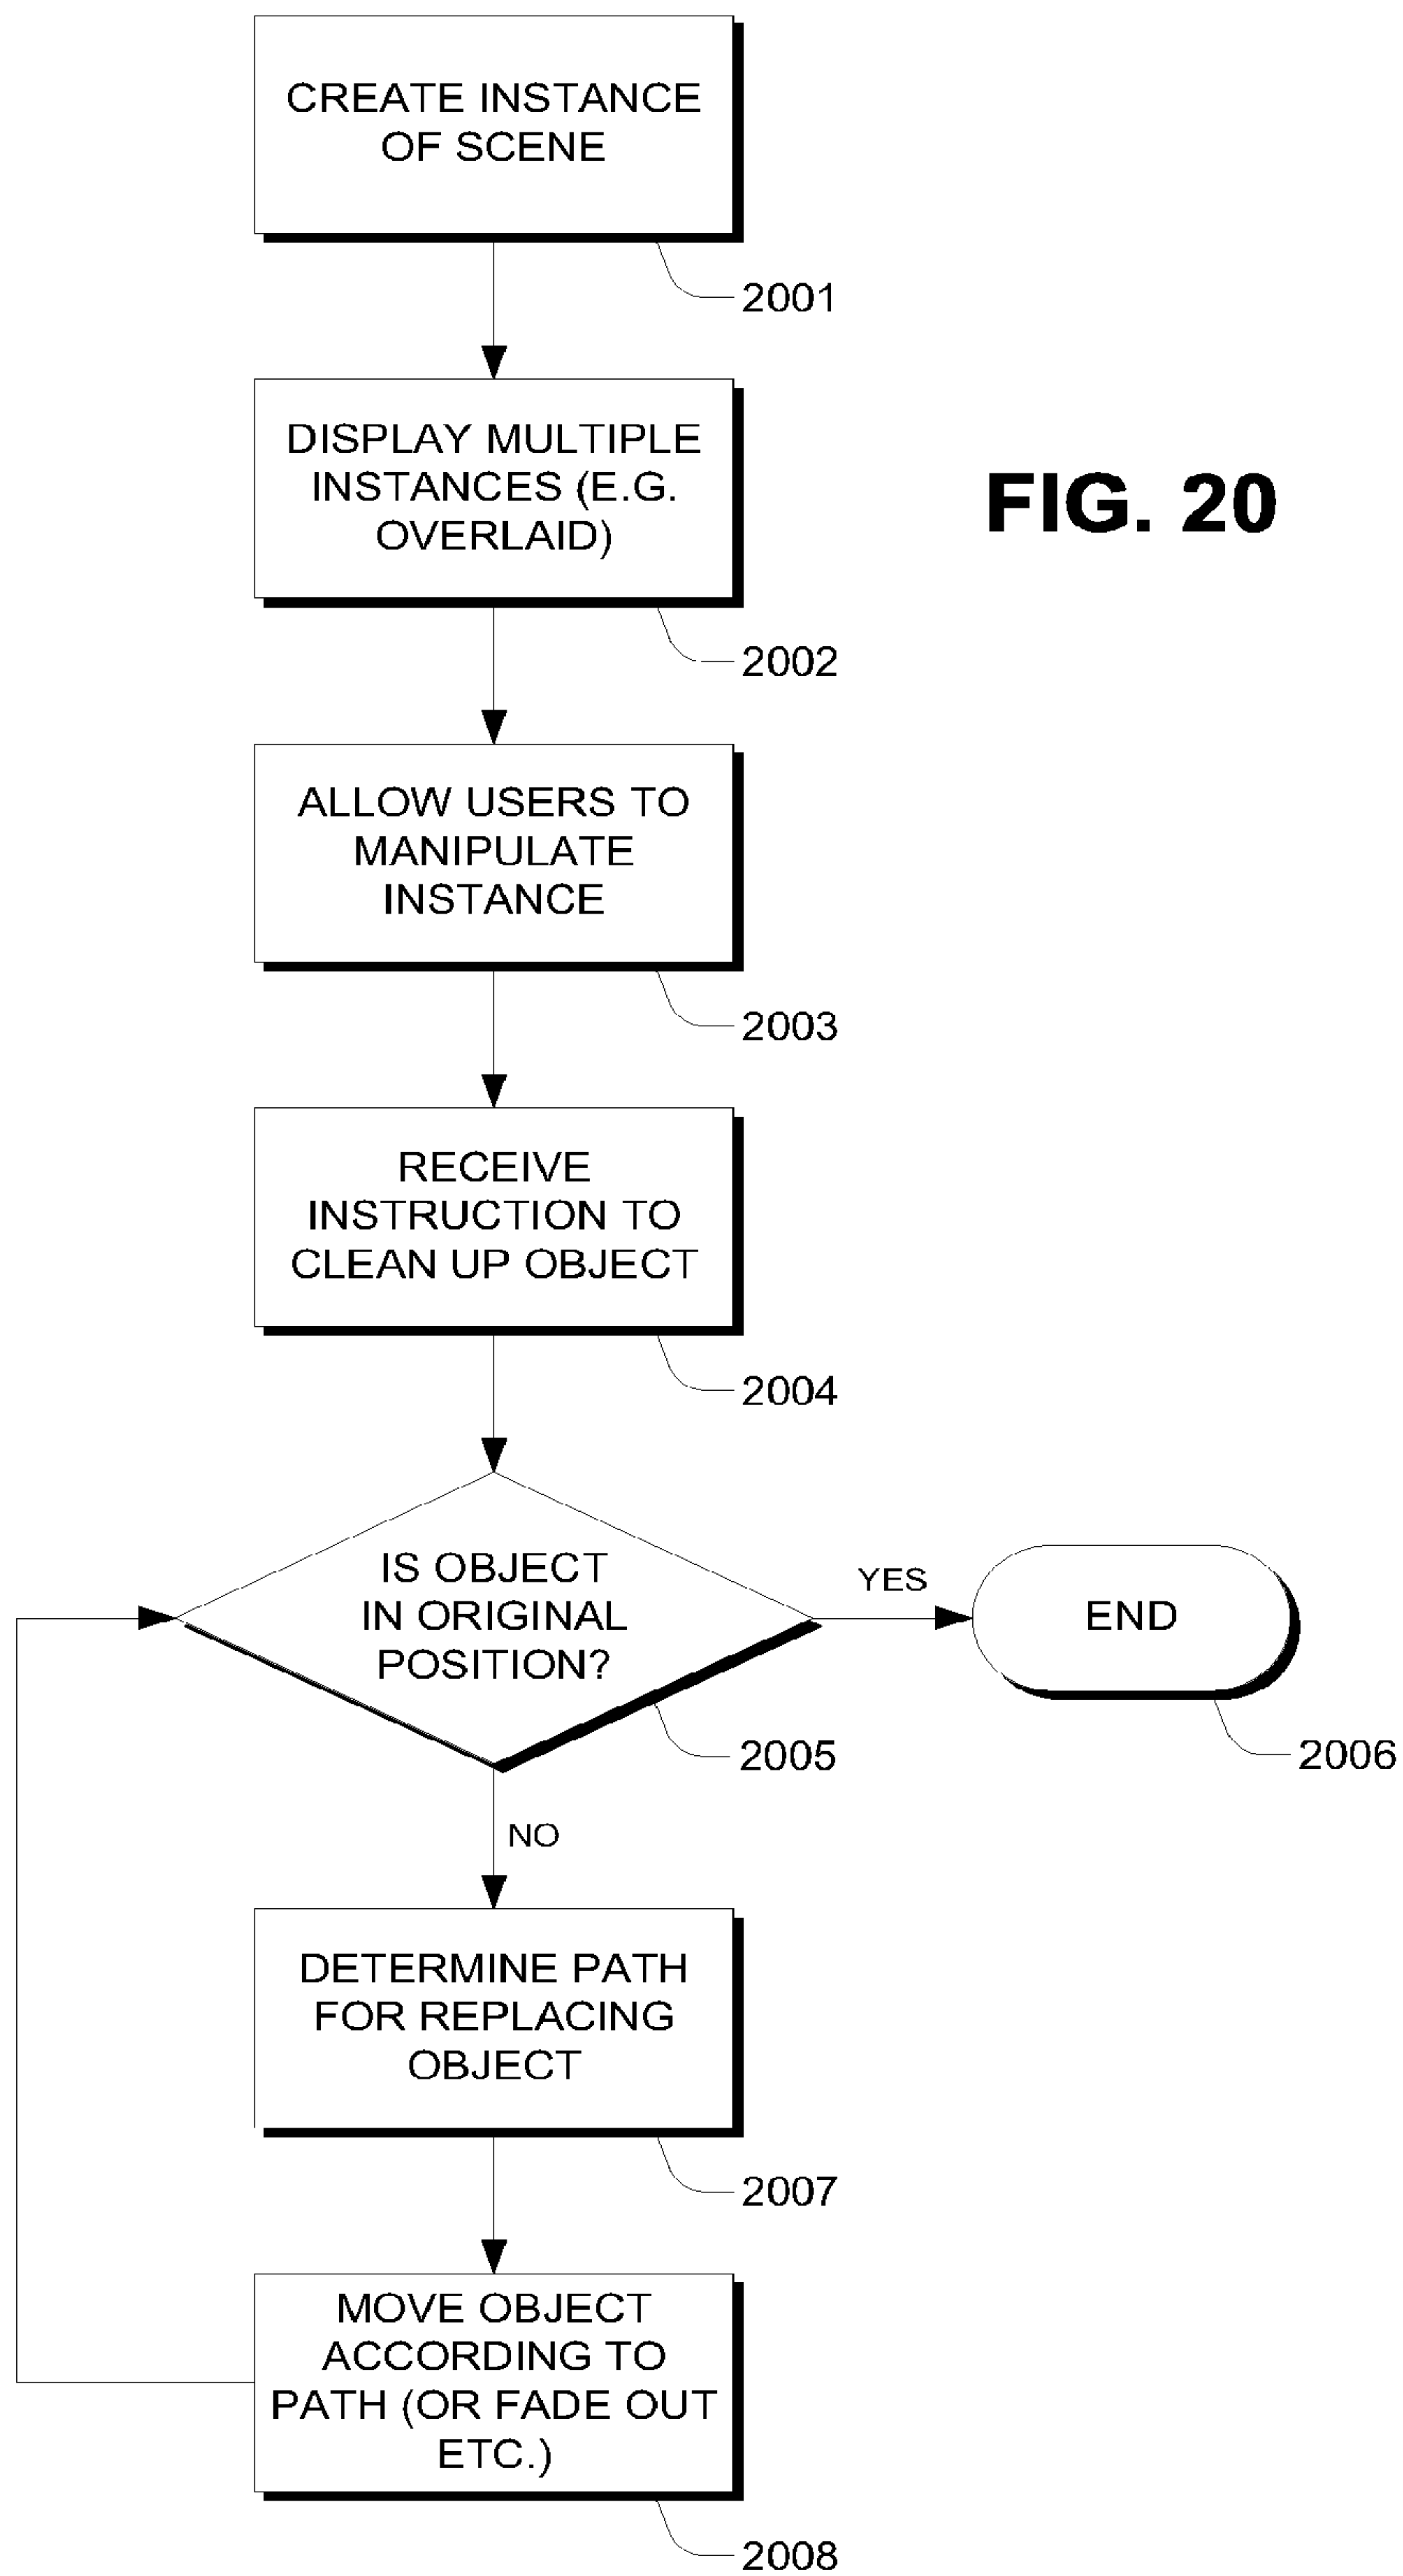 CREATE INSTANCE
OF SCENE
2001
DISPLAY MULTIPLE
INSTANCES (E.G.
OVERLAID)
FIG. 20
2002
ALLOW USERS TO
MANIPULATE
INSTANCE
2003
RECEIVE
INSTRUCTION TO
CLEAN UP OBJECT
2004
IS OBJECT
IN ORIGINAL
POSITION?
YES
END
2005
2006
NO
DETERMINE PATH
FOR REPLACING
OBJECT
2007
MOVE OBJECT
ACCORDING TO
PATH (OR FADE OUT
ETC.)
2008